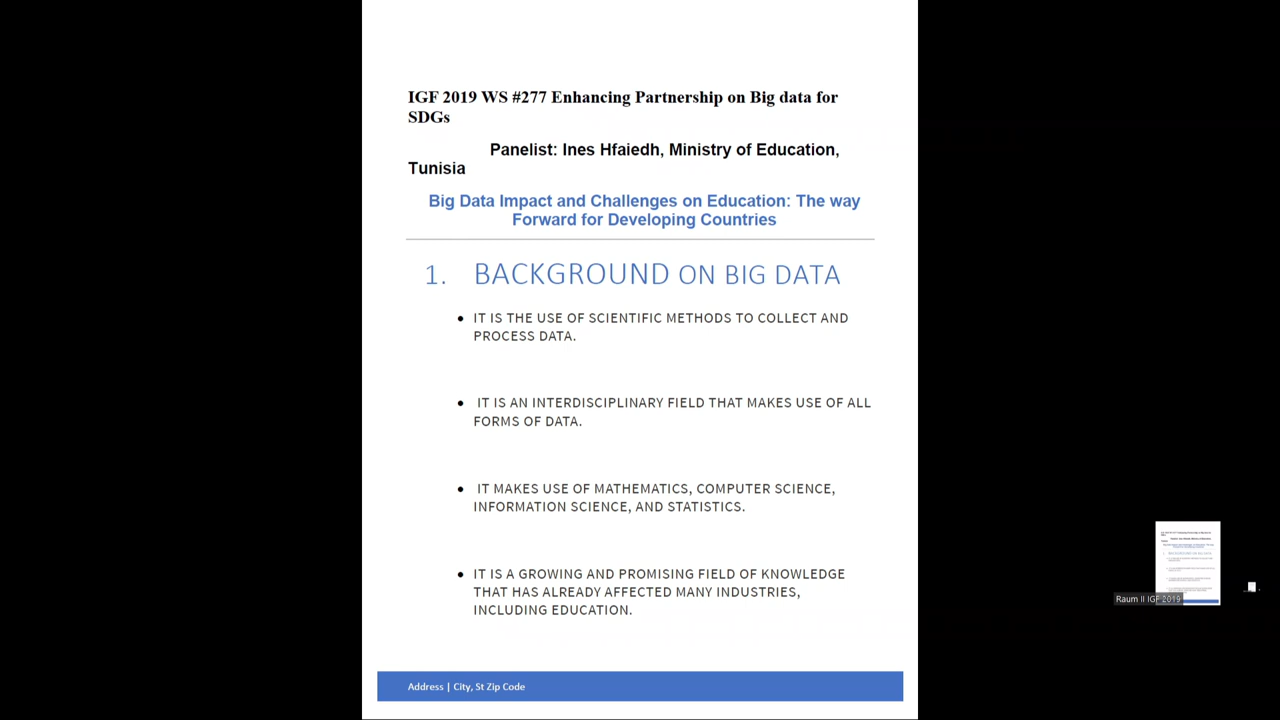 IGF 2019 WS #277 Enhancing Partnership on Big data for
SDGs
Panelist: Ines Hfaiedh, Ministry of Education,
Tunisia
Big Data Impact and Challenges on Education: The way
Forward for Developing Countries
1. BACKGROUND ON BIG DATA
• IT IS THE USE OF SCIENTIFIC METHODS TO COLLECT AND
PROCESS DATA.
• IT IS AN INTERDISCIPLINARY FIELD THAT MAKES USE OF ALL
FORMS OF DATA.
• IT MAKES USE OF MATHEMATICS, COMPUTER SCIENCE,
INFORMATION SCIENCE, AND STATISTICS.
• IT IS A GROWING AND PROMISING FIELD OF KNOWLEDGE
THAT HAS ALREADY AFFECTED MANY INDUSTRIES,
INCLUDING EDUCATION.
Address | City, St Zip Code
Raum II IGF 2019